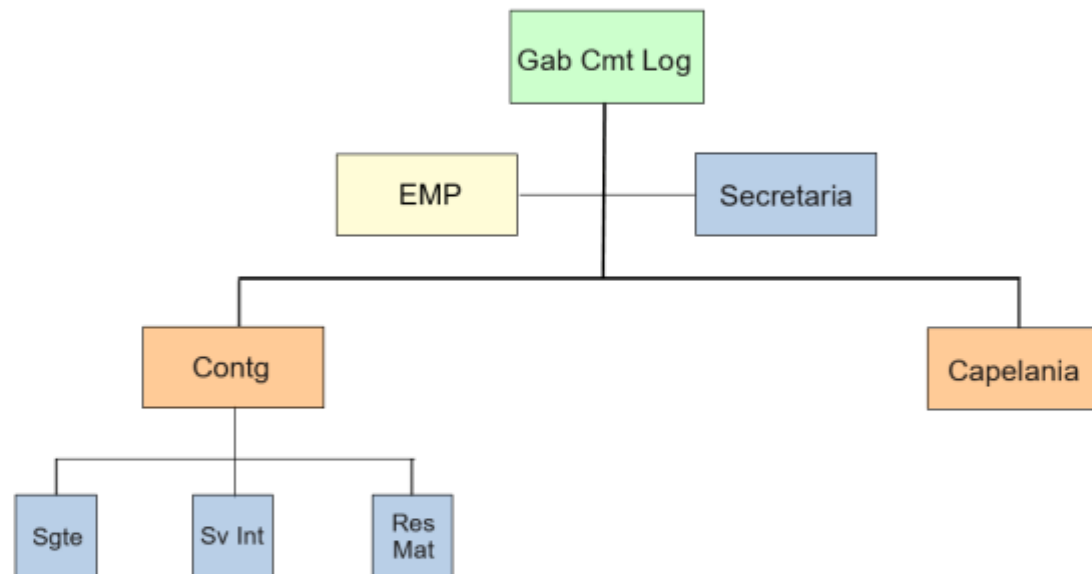 Gab Cmt Log
EMP
Secretaria
Contg
Capelania
Sgte
Sv Int
Res
Mat